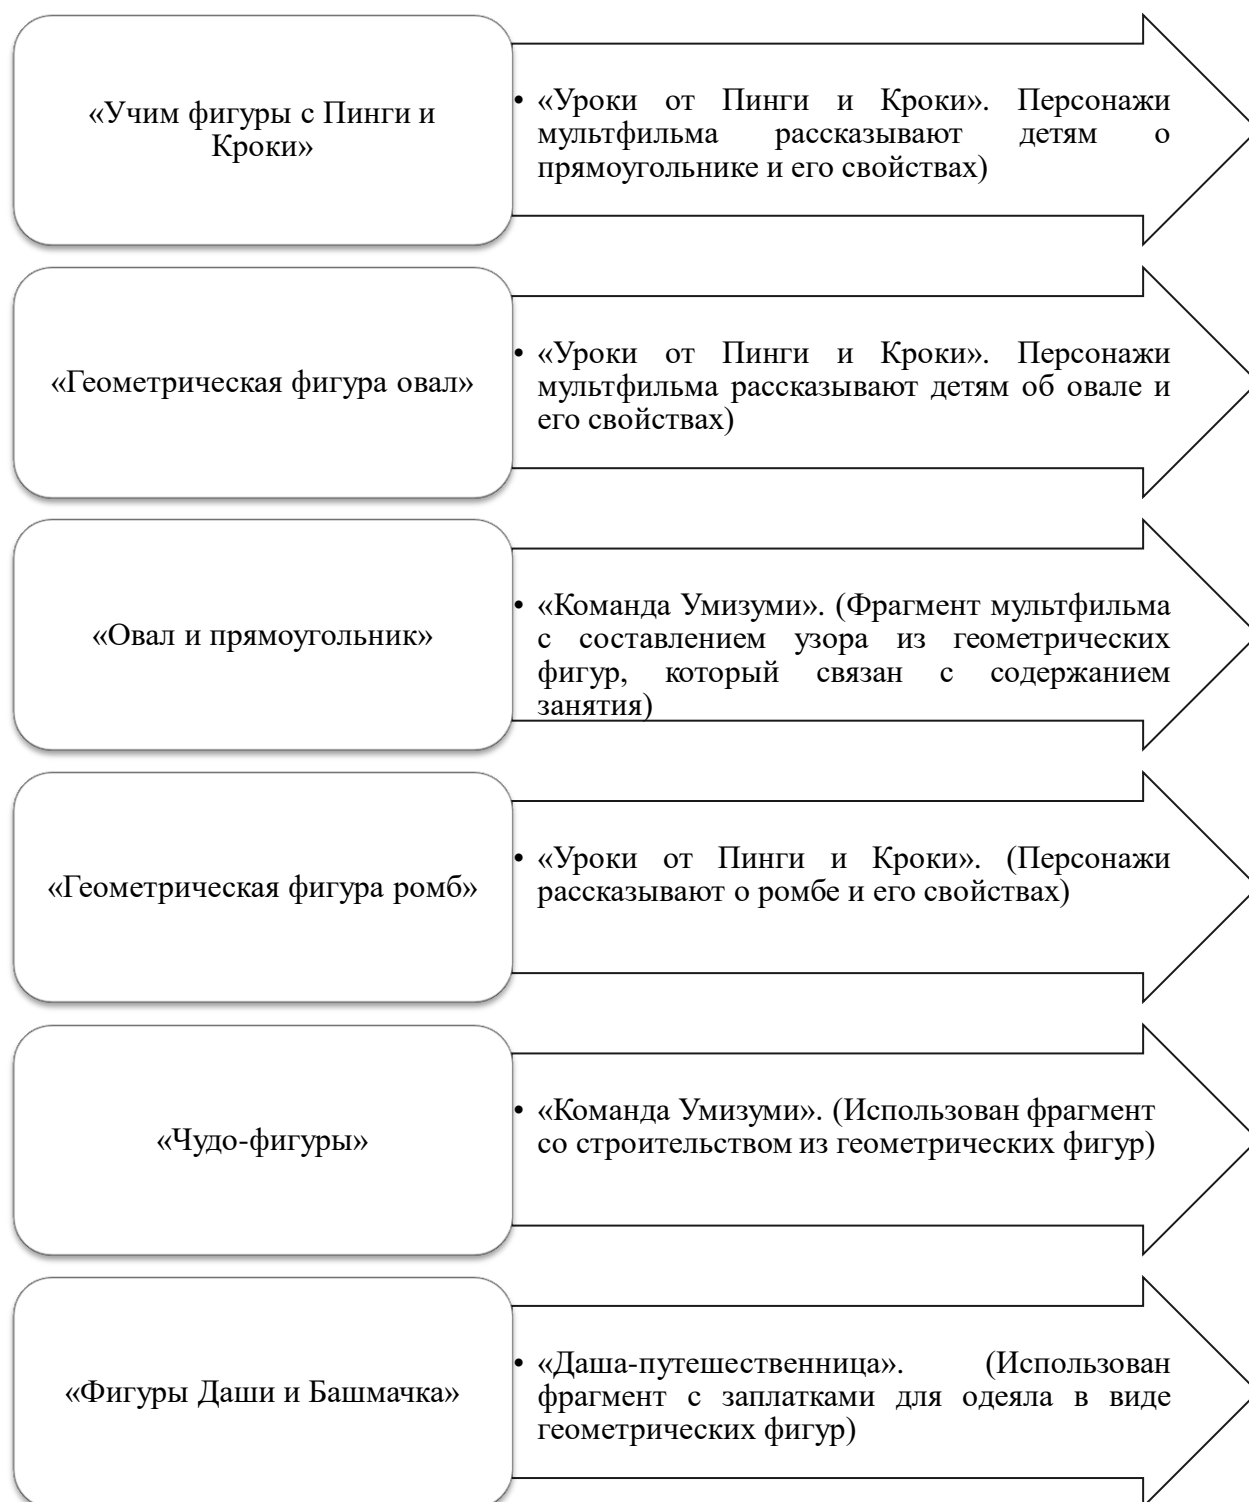 «Учим фигуры с Пинги и
Кроки»
• «Уроки от Пинги и Кроки». Персонажи
мультфильма рассказывают детям о
прямоугольнике и его свойствах)
«Геометрическая фигура овал»
• «Уроки от Пинги и Кроки». Персонажи
мультфильма рассказывают детям об овале и
его свойствах)
«Овал и прямоугольник»
• «Команда Умизуми». (Фрагмент мультфильма
с составлением узора из геометрических
фигур, который связан с содержанием
занятия)
«Геометрическая фигура ромб»
• «Уроки от Пинги и Кроки». (Персонажи
рассказывают о ромбе и его свойствах)
«Чудо-фигуры»
• «Команда Умизуми». (Использован фрагмент
со строительством из геометрических фигур)
«Фигуры Даши и Башмачка»
• «Даша-путешественница». (Использован
фрагмент с заплатками для одеяла в виде
геометрических фигур)